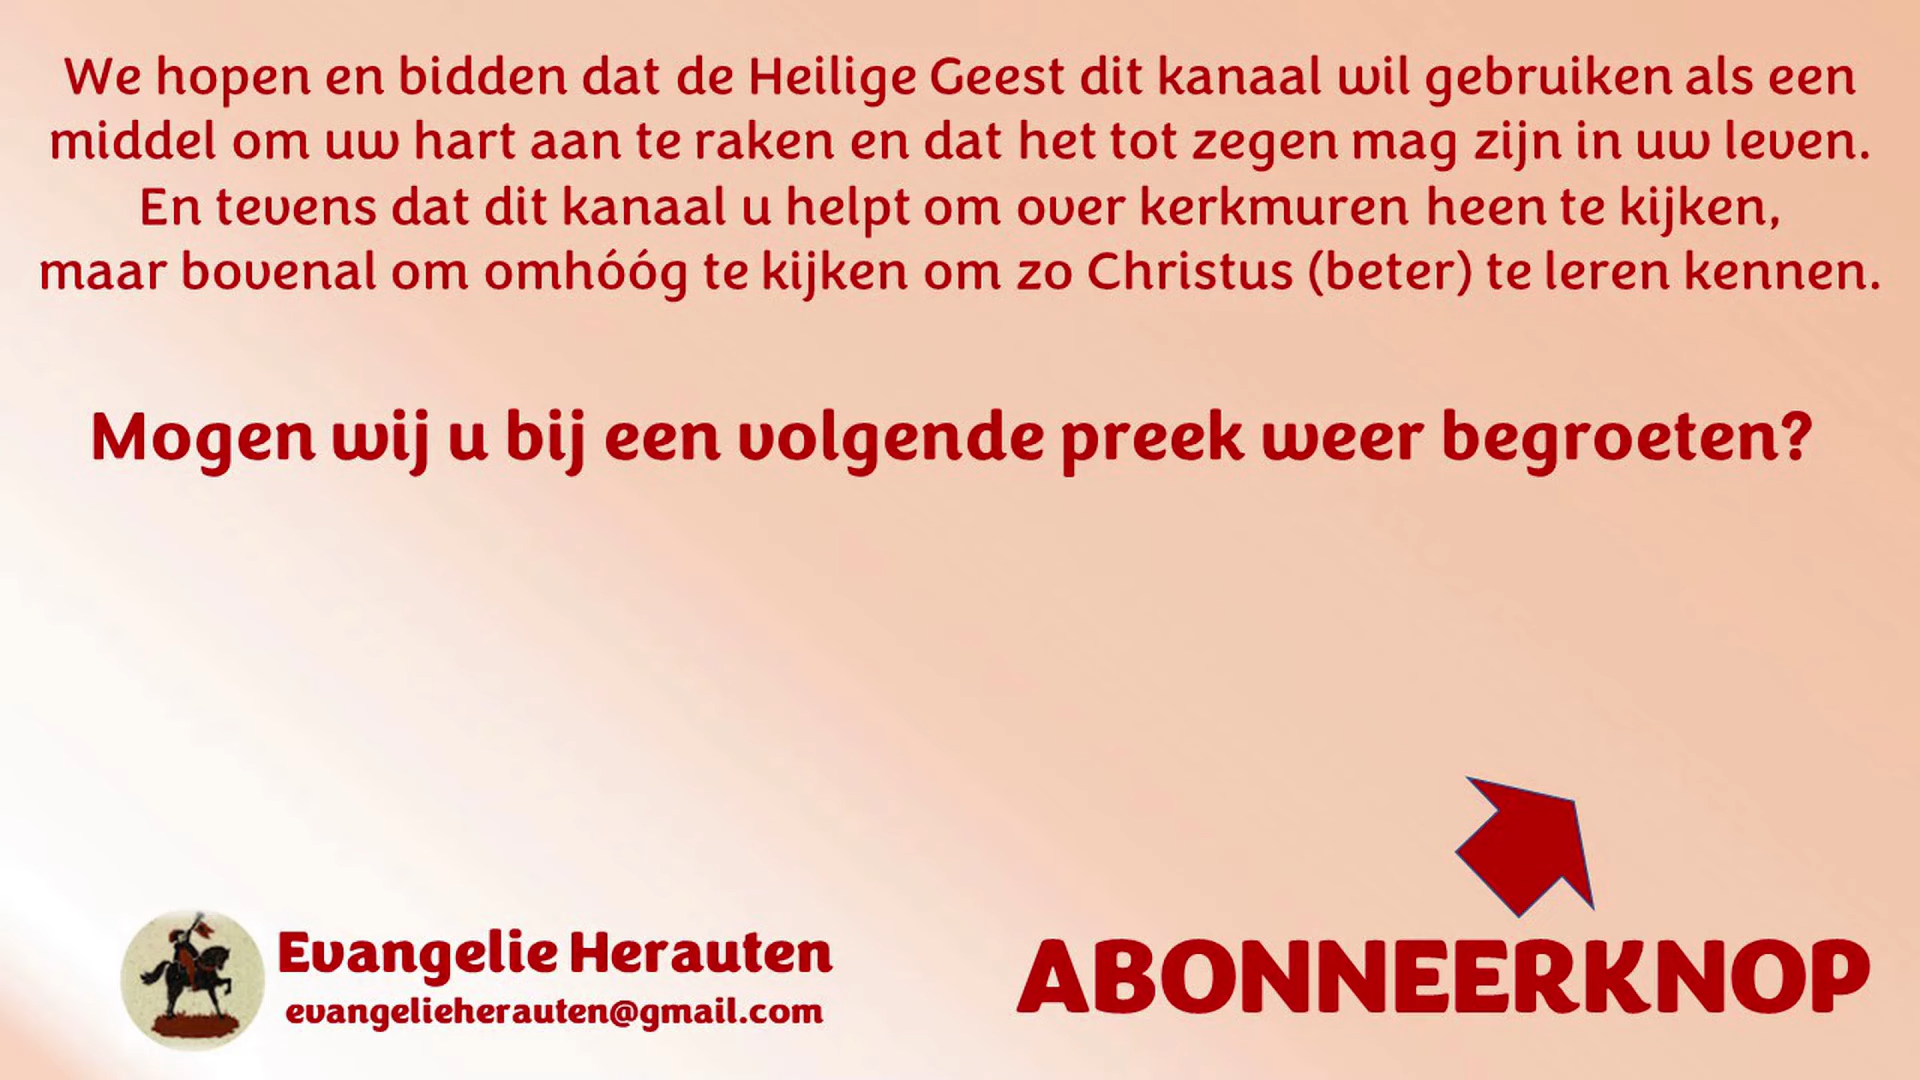 We hopen en bidden dat de Heilige Geest dit kanaal wil gebruiken als een
middel om uw hart aan te raken en dat het tot zegen mag zijn in uw leven.
En tevens dat dit kanaal u helpt om over kerkmuren heen te kijken,
maar bovenal om omhóóg te kijken om zo Christus (beter) te leren kennen.
Mogen wij u bij een volgende preek weer begroeten?
Evangelie Herauten
evangelieherauten@gmail.com
ABONNEERKNOP